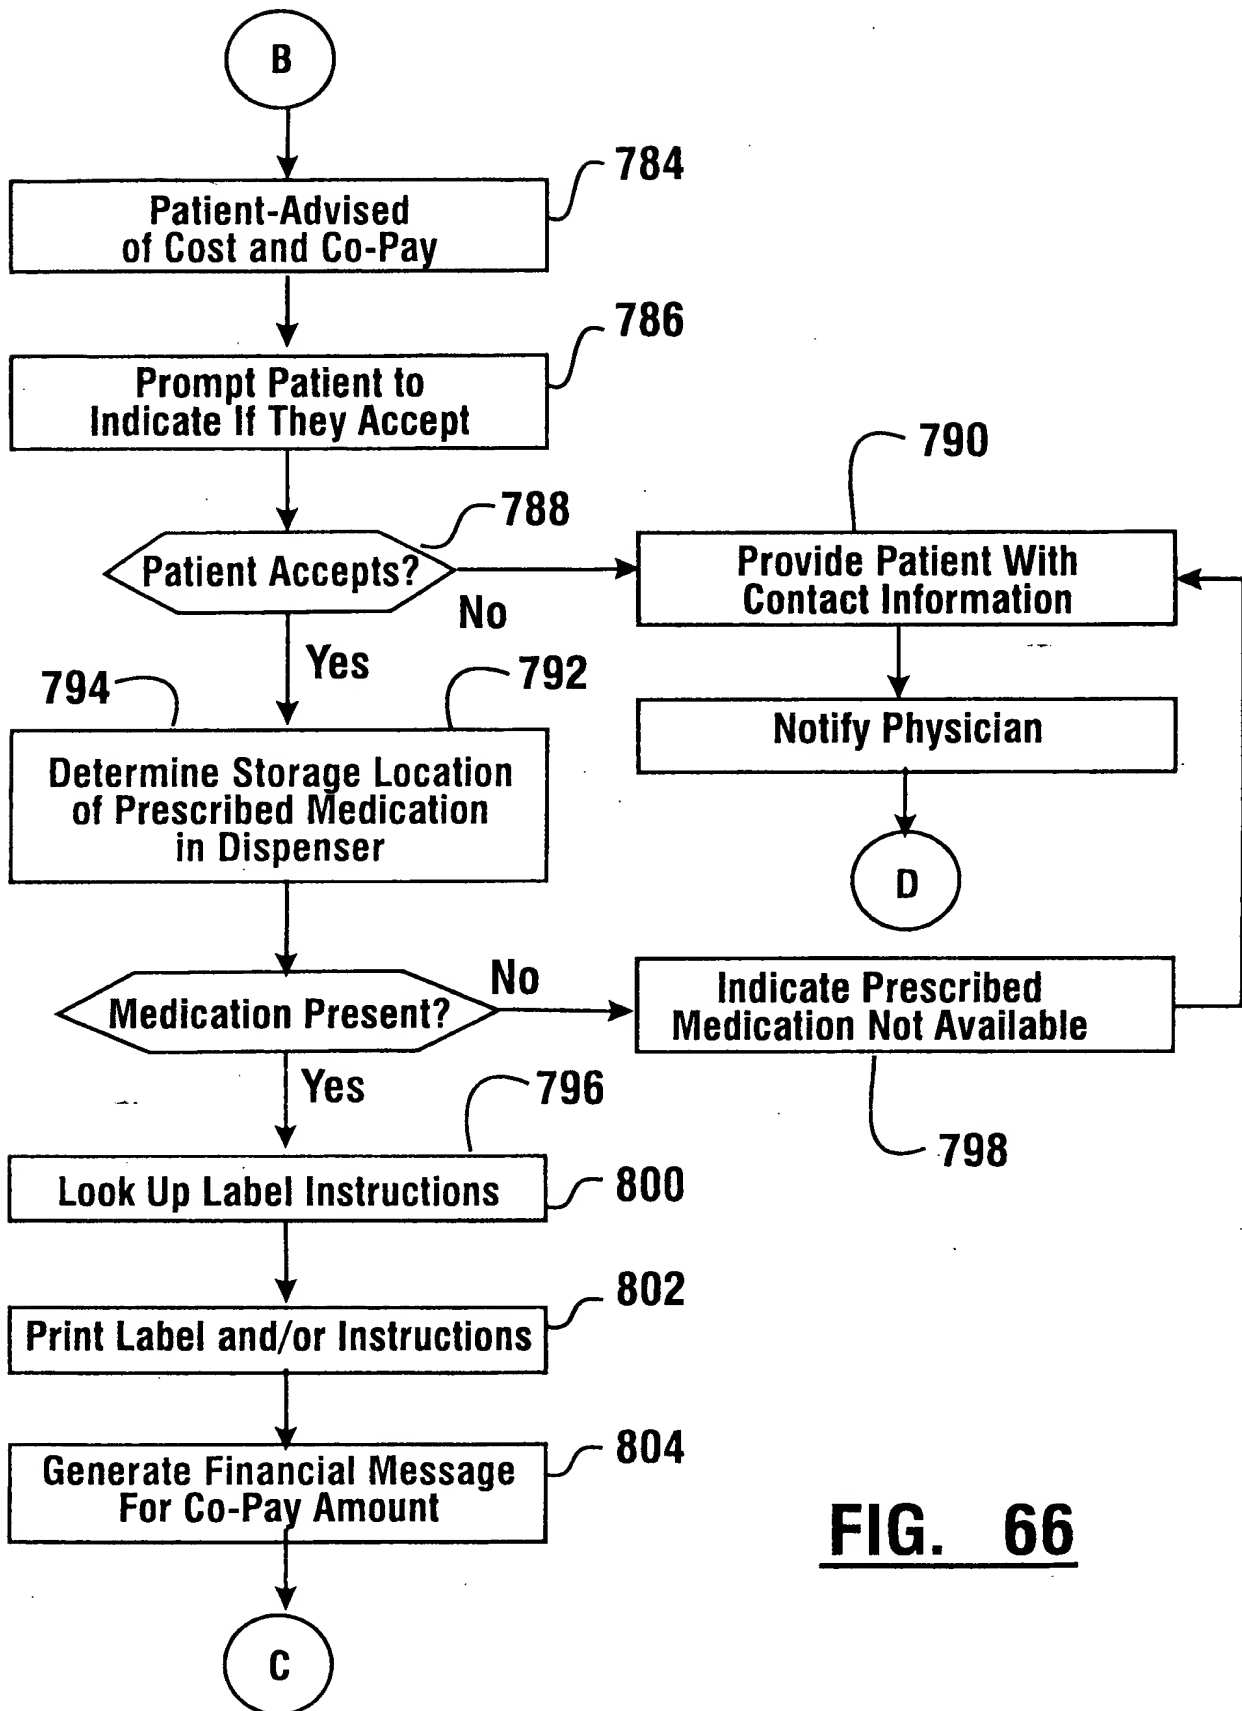 B
784
Patient-Advised
of Cost and Co-Pay
786
Prompt Patient to
Indicate If They Accept
788
790
Patient Accepts?
No
Provide Patient With
Contact Information
Yes
794
792
Notify Physician
Determine Storage Location
of Prescribed Medication
in Dispenser
D
Medication Present?
No
Indicate Prescribed
Medication Not Available
Yes
796
798
Look Up Label Instructions
800
802
Print Label and/or Instructions
804
Generate Financial Message
For Co-Pay Amount
FIG. 66
C